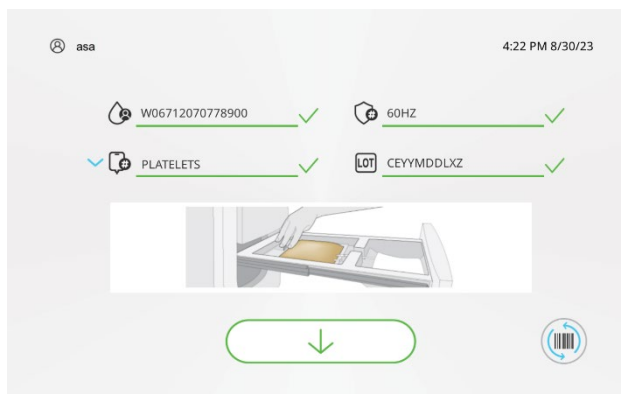 asa
4:22 PM 8/30/23
W06712070778900
60HZ
PLATELETS
LOT
CEYYMDDLXZ